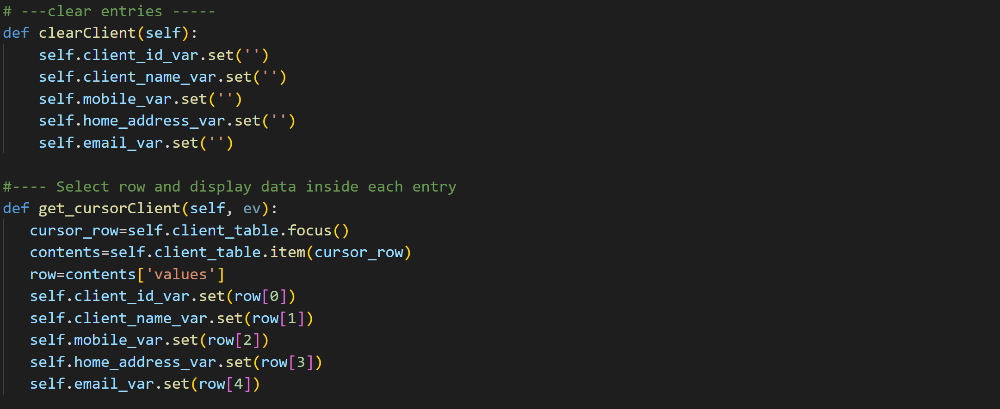 # ---clear entries -----
def clearClient(self):
    self.client_id_var.set('')
    self.client_name_var.set('')
    self.mobile_var.set('')
    self.home_address_var.set('')
    self.email_var.set('')

#---- Select row and display data inside each entry
def get_cursorClient(self, ev):
   cursor_row=self.client_table.focus()
   contents=self.client_table.item(cursor_row)
   row=contents['values']
   self.client_id_var.set(row[0])
   self.client_name_var.set(row[1])
   self.mobile_var.set(row[2])
   self.home_address_var.set(row[3])
   self.email_var.set(row[4])